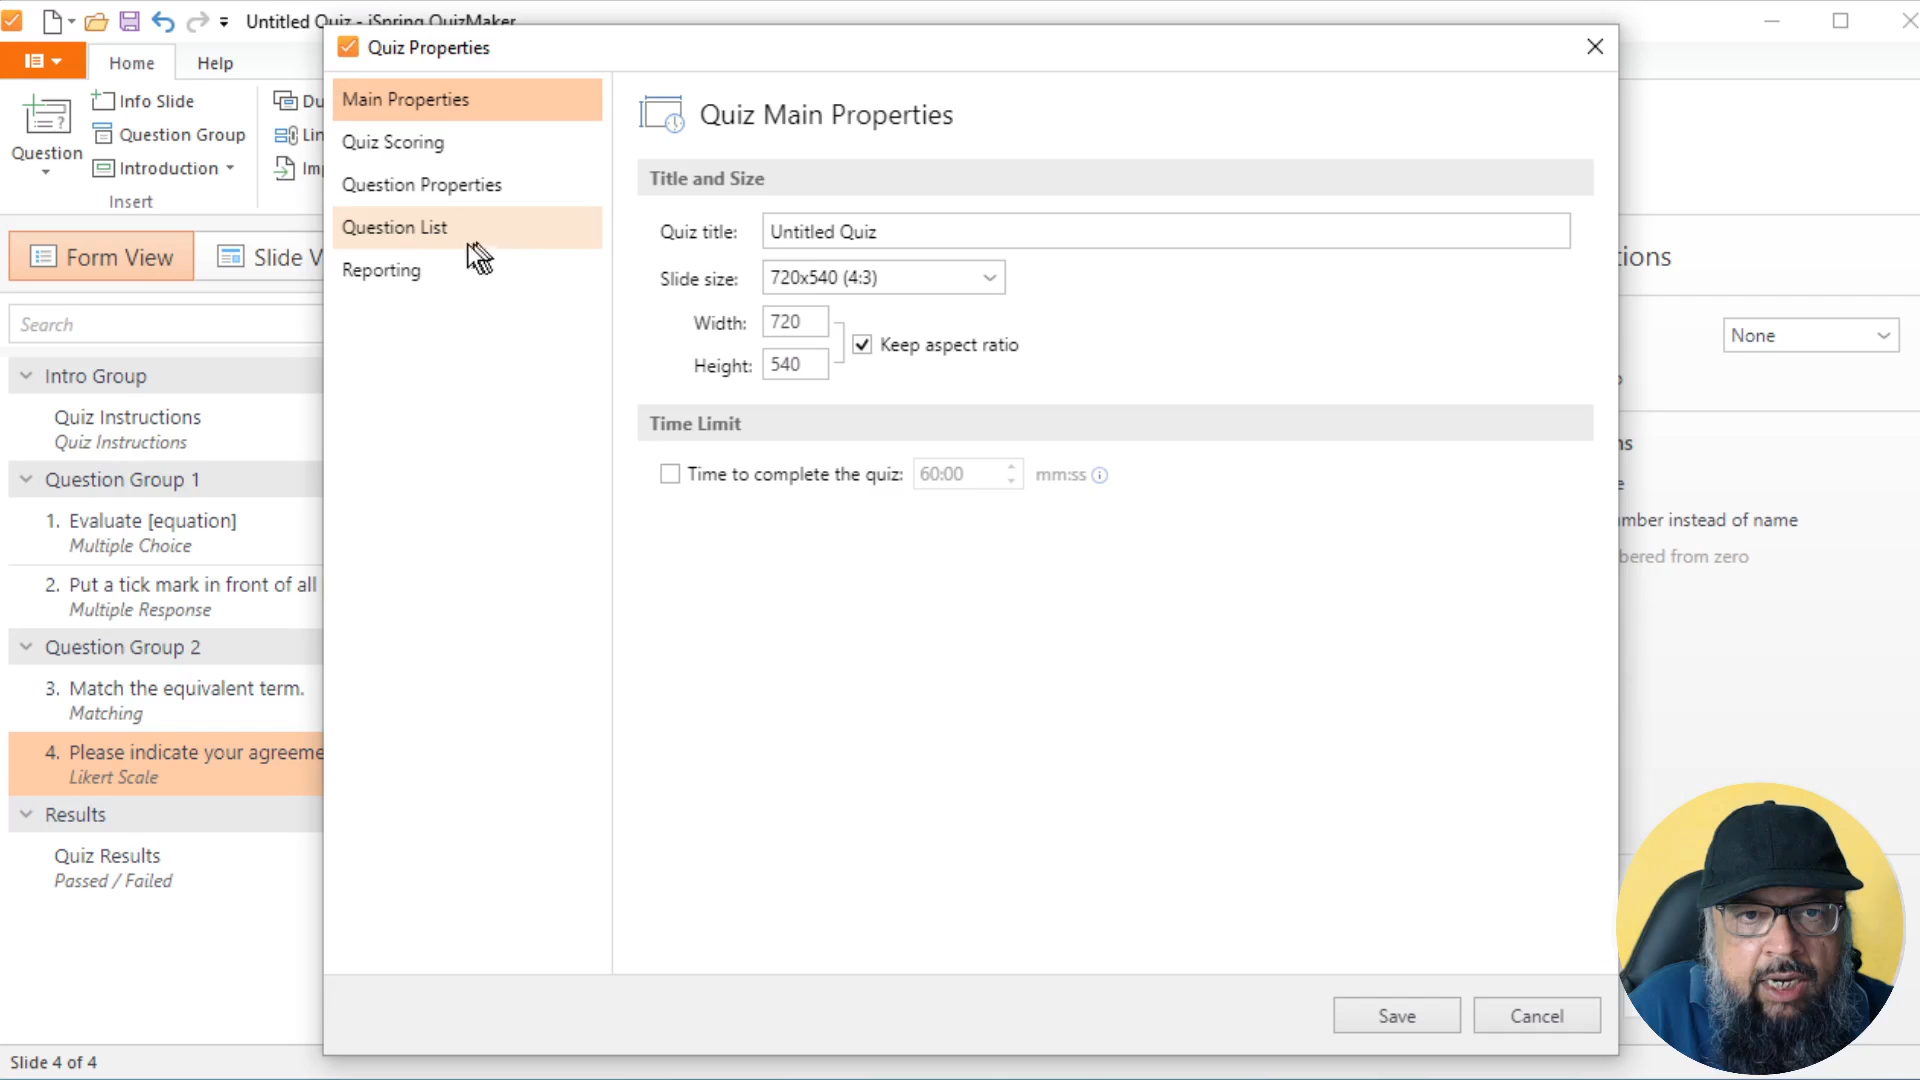 Untitled Quiz - iSpring QuizMaker
Home
Help
Question
Info Slide
Question Group
Introduction
Insert
Du
Lin
Im
Form View
Slide V
Search
Intro Group
Quiz Instructions
Quiz Instructions
Question Group 1
1. Evaluate [equation]
Multiple Choice
2. Put a tick mark in front of all
Multiple Response
Question Group 2
3. Match the equivalent term.
Matching
4. Please indicate your agreeme
Likert Scale
Results
Quiz Results
Passed / Failed
Slide 4 of 4
Quiz Properties
Main Properties
Quiz Scoring
Question Properties
Question List
Reporting
Quiz Main Properties
Title and Size
Quiz title: Untitled Quiz
Slide size: 720x540 (4:3)
Width: 720
Height: 540
Keep aspect ratio
Time Limit
Time to complete the quiz: 60:00 mm:ss
Save
Cancel
tions
None
ns
e
mber instead of name
bered from zero